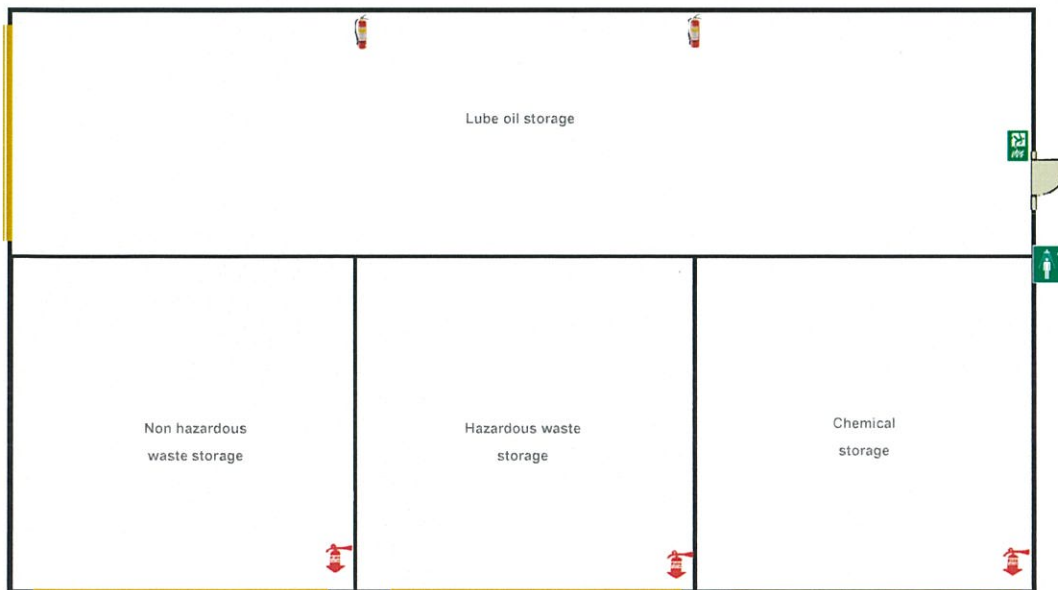 Lube oil storage
Non hazardous
waste storage
Hazardous waste
storage
Chemical
storage